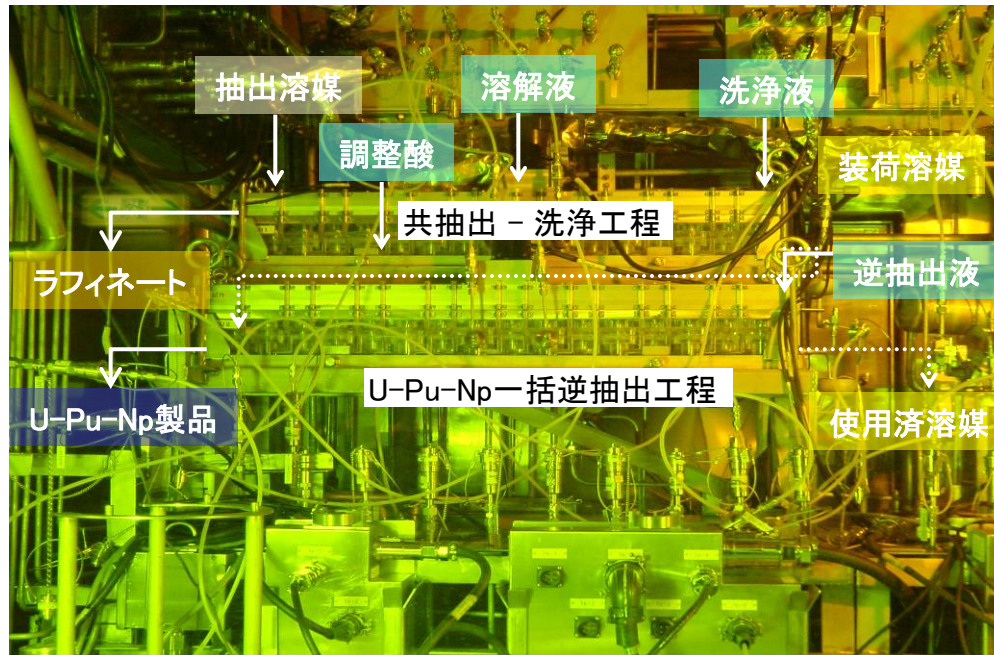 抽出溶媒
溶解液
洗浄液
調整酸
装荷溶媒
共抽出 – 洗浄工程
ラフィネート
逆抽出液
U-Pu-Np一括逆抽出工程
U-Pu-Np製品
使用済溶媒